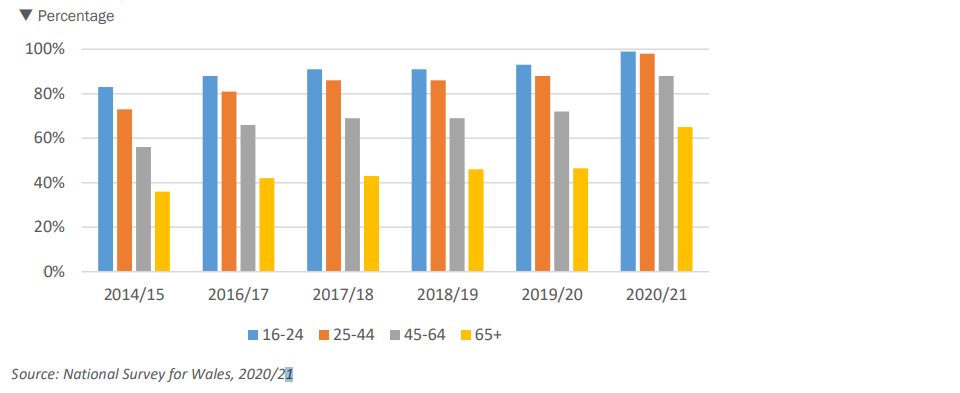 ▼ Percentage
100%
80%
60%
40%
20%
0%
2014/15 2016/17 2017/18 2018/19 2019/20 2020/21
16-24 25-44 45-64 65+
Source: National Survey for Wales, 2020/21